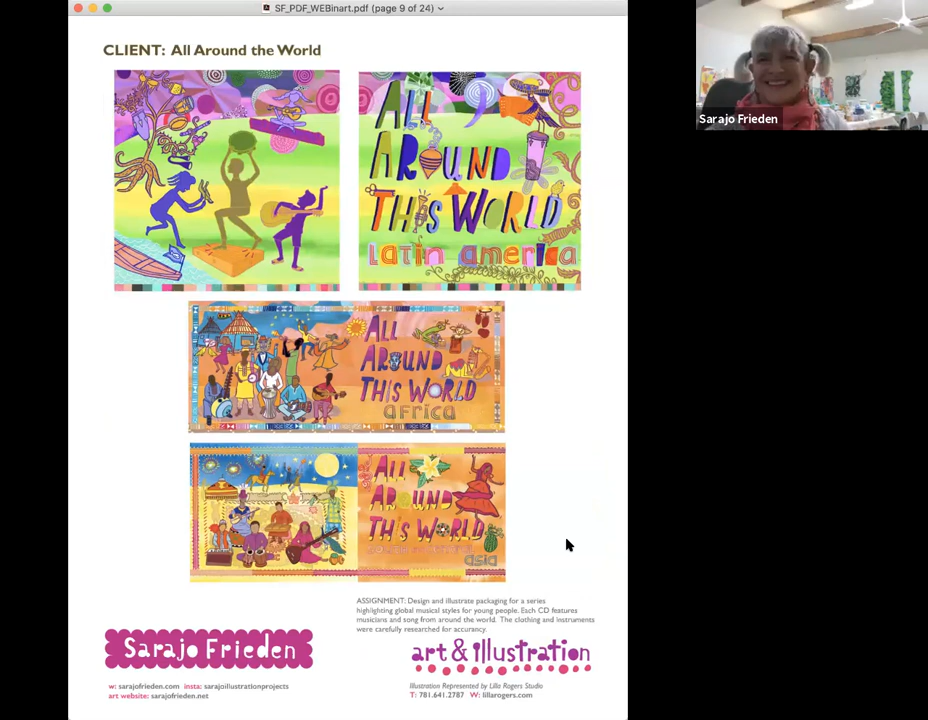 SF_PDF_WEBinart.pdf (page 9 of 24)
Sarajo Frieden
CLIENT: All Around the World
ALL
AROUND
THIS WORLD
Latin america
ALL
AROUND
THIS WORLD
africa
ALL
AROUND
THIS WORLD
asia
ASSIGNMENT: Design and illustrate packaging for a series
highlighting global musical styles for young people. Each CD features
musicians and song from around the world. The clothing and instruments
were carefully researched for accurancy.
Sarajo Frieden
art & illustration
w: sarajofrieden.com insta: sarajoillustrationprojects
art website: sarajofrieden.net
Illustration Represented by Lilla Rogers Studio
T: 781.641.2787 W: lillarogers.com